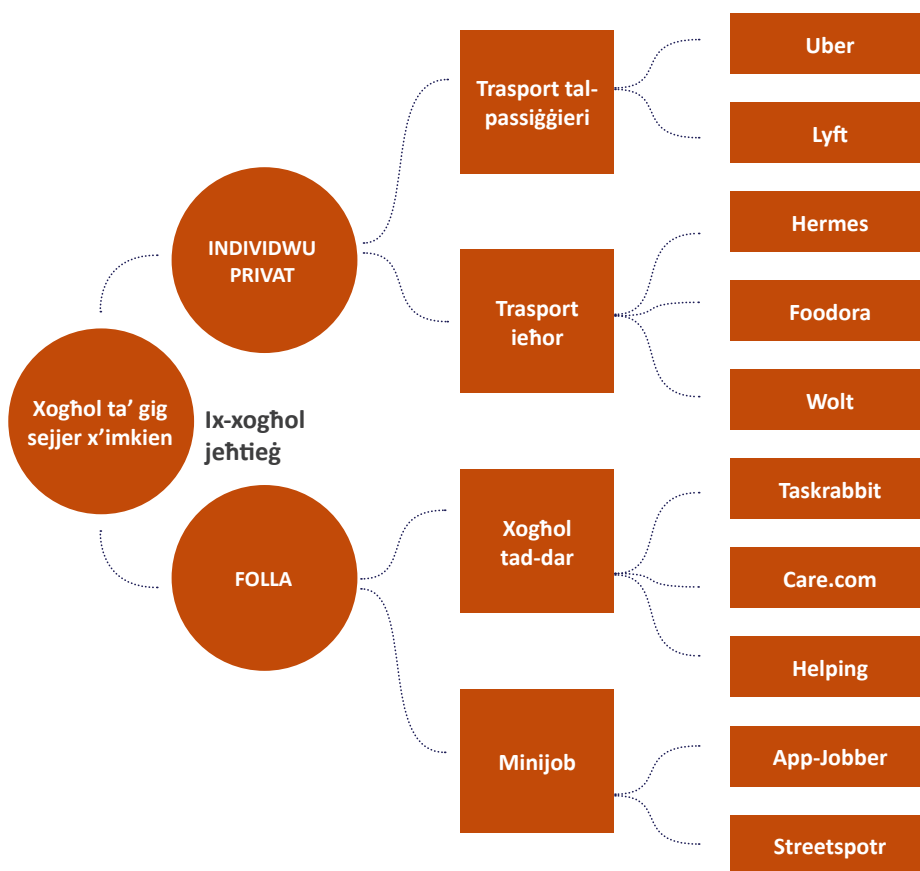 Xogħol ta’ gig
sejjer x’imkien
Ix-xogħol
jeħtieġ
INDIVIDWU
PRIVAT
FOLLA
Trasport tal-
passiġġieri
Trasport
ieħor
Xogħol
tad-dar
Minijob
Uber
Lyft
Hermes
Foodora
Wolt
Taskrabbit
Care.com
Helping
App-Jobber
Streetspotr